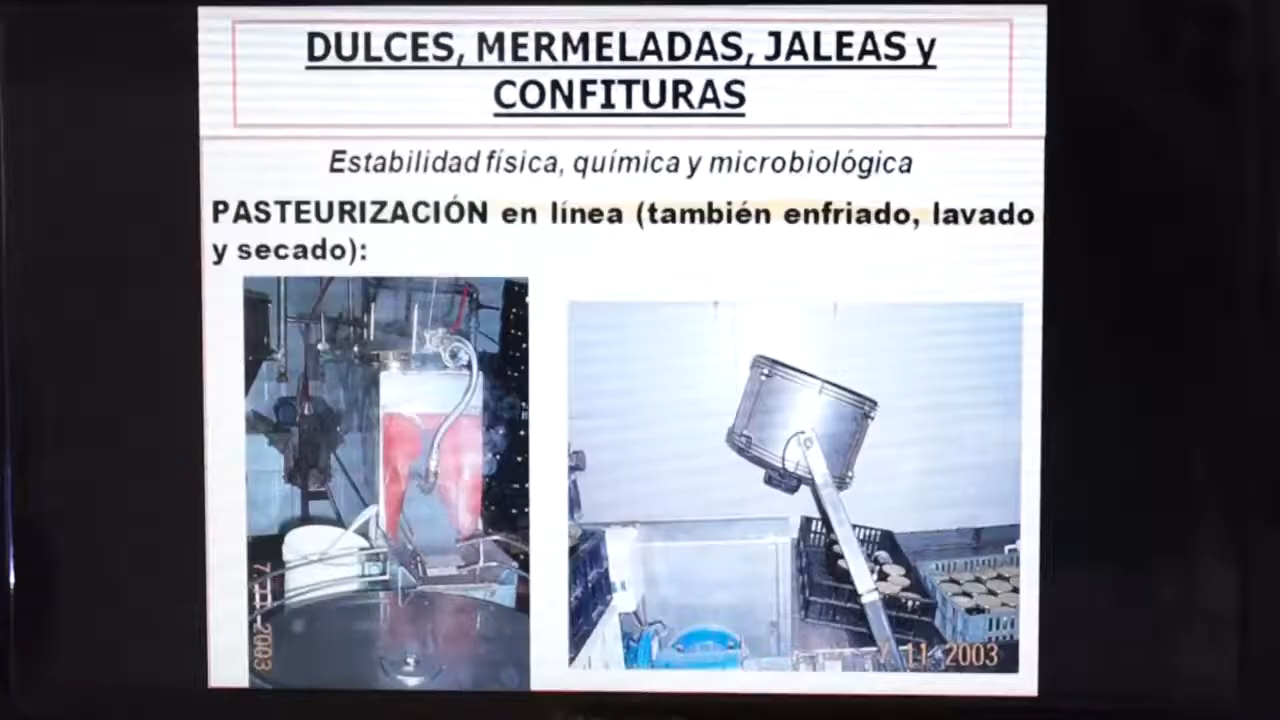 DULCES, MERMELADAS, JALEAS y
CONFITURAS
Estabilidad física, química y microbiológica
PASTEURIZACIÓN en línea (también enfriado, lavado
y secado):
7 11 2003
7 11 2003